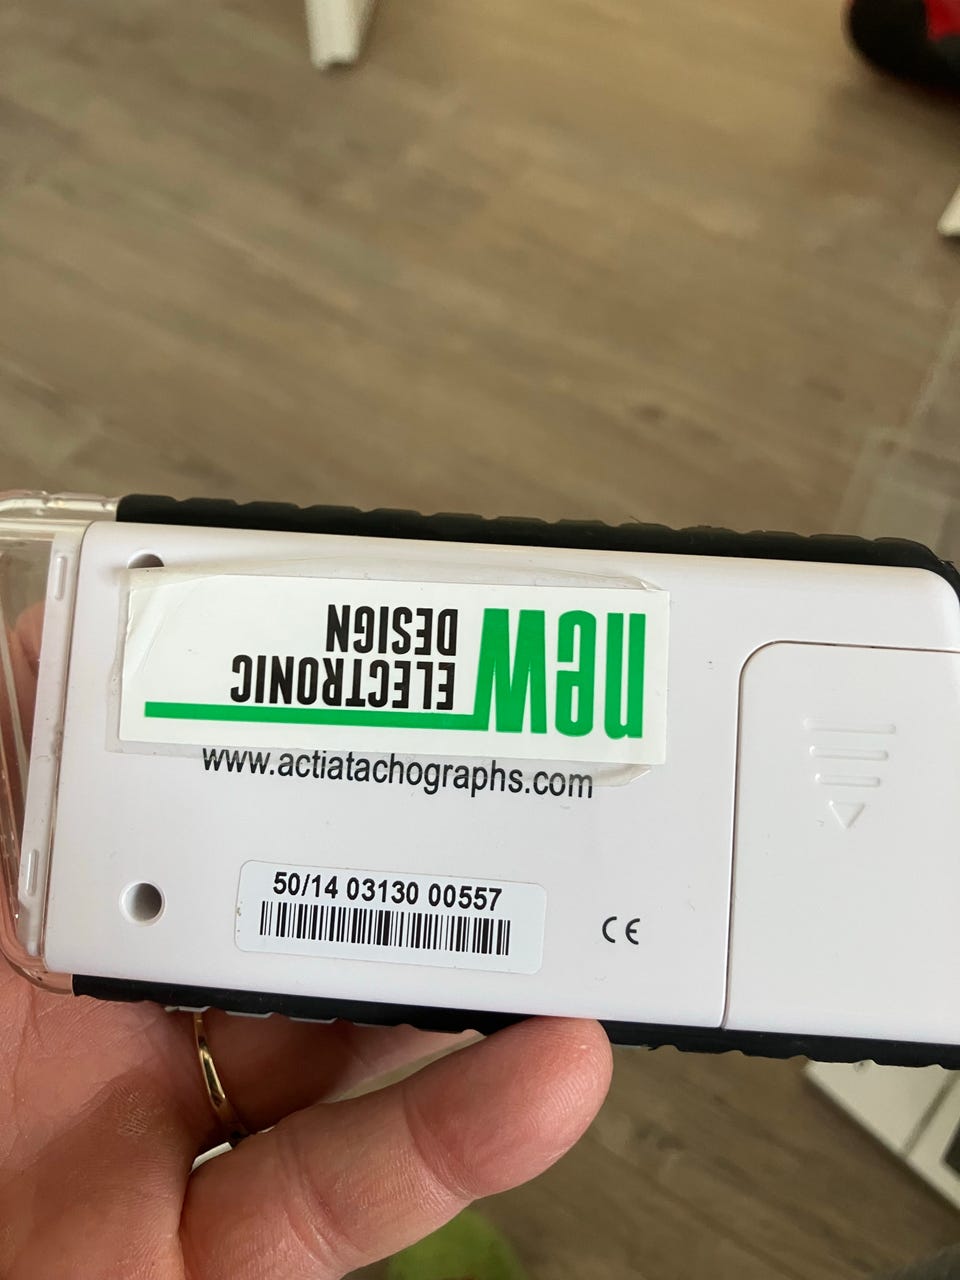 new
ELECTRONIC
DESIGN
www.actiatachographs.com
50/14 03130 00557
CE